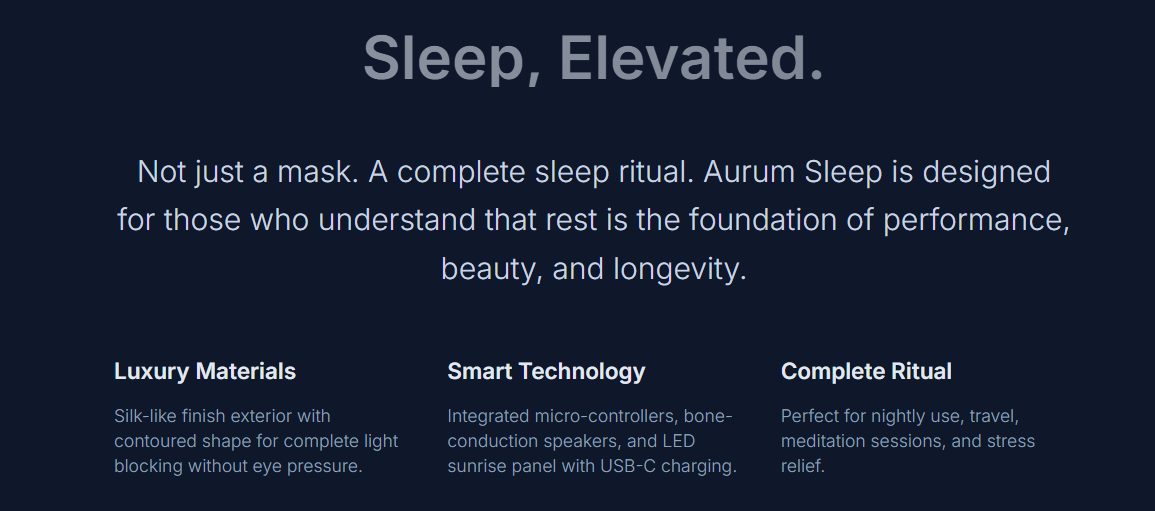 Sleep, Elevated.
Not just a mask. A complete sleep ritual. Aurum Sleep is designed
for those who understand that rest is the foundation of performance,
beauty, and longevity.
Luxury Materials
Silk-like finish exterior with
contoured shape for complete light
blocking without eye pressure.
Smart Technology
Integrated micro-controllers, bone-
conduction speakers, and LED
sunrise panel with USB-C charging.
Complete Ritual
Perfect for nightly use, travel,
meditation sessions, and stress
relief.